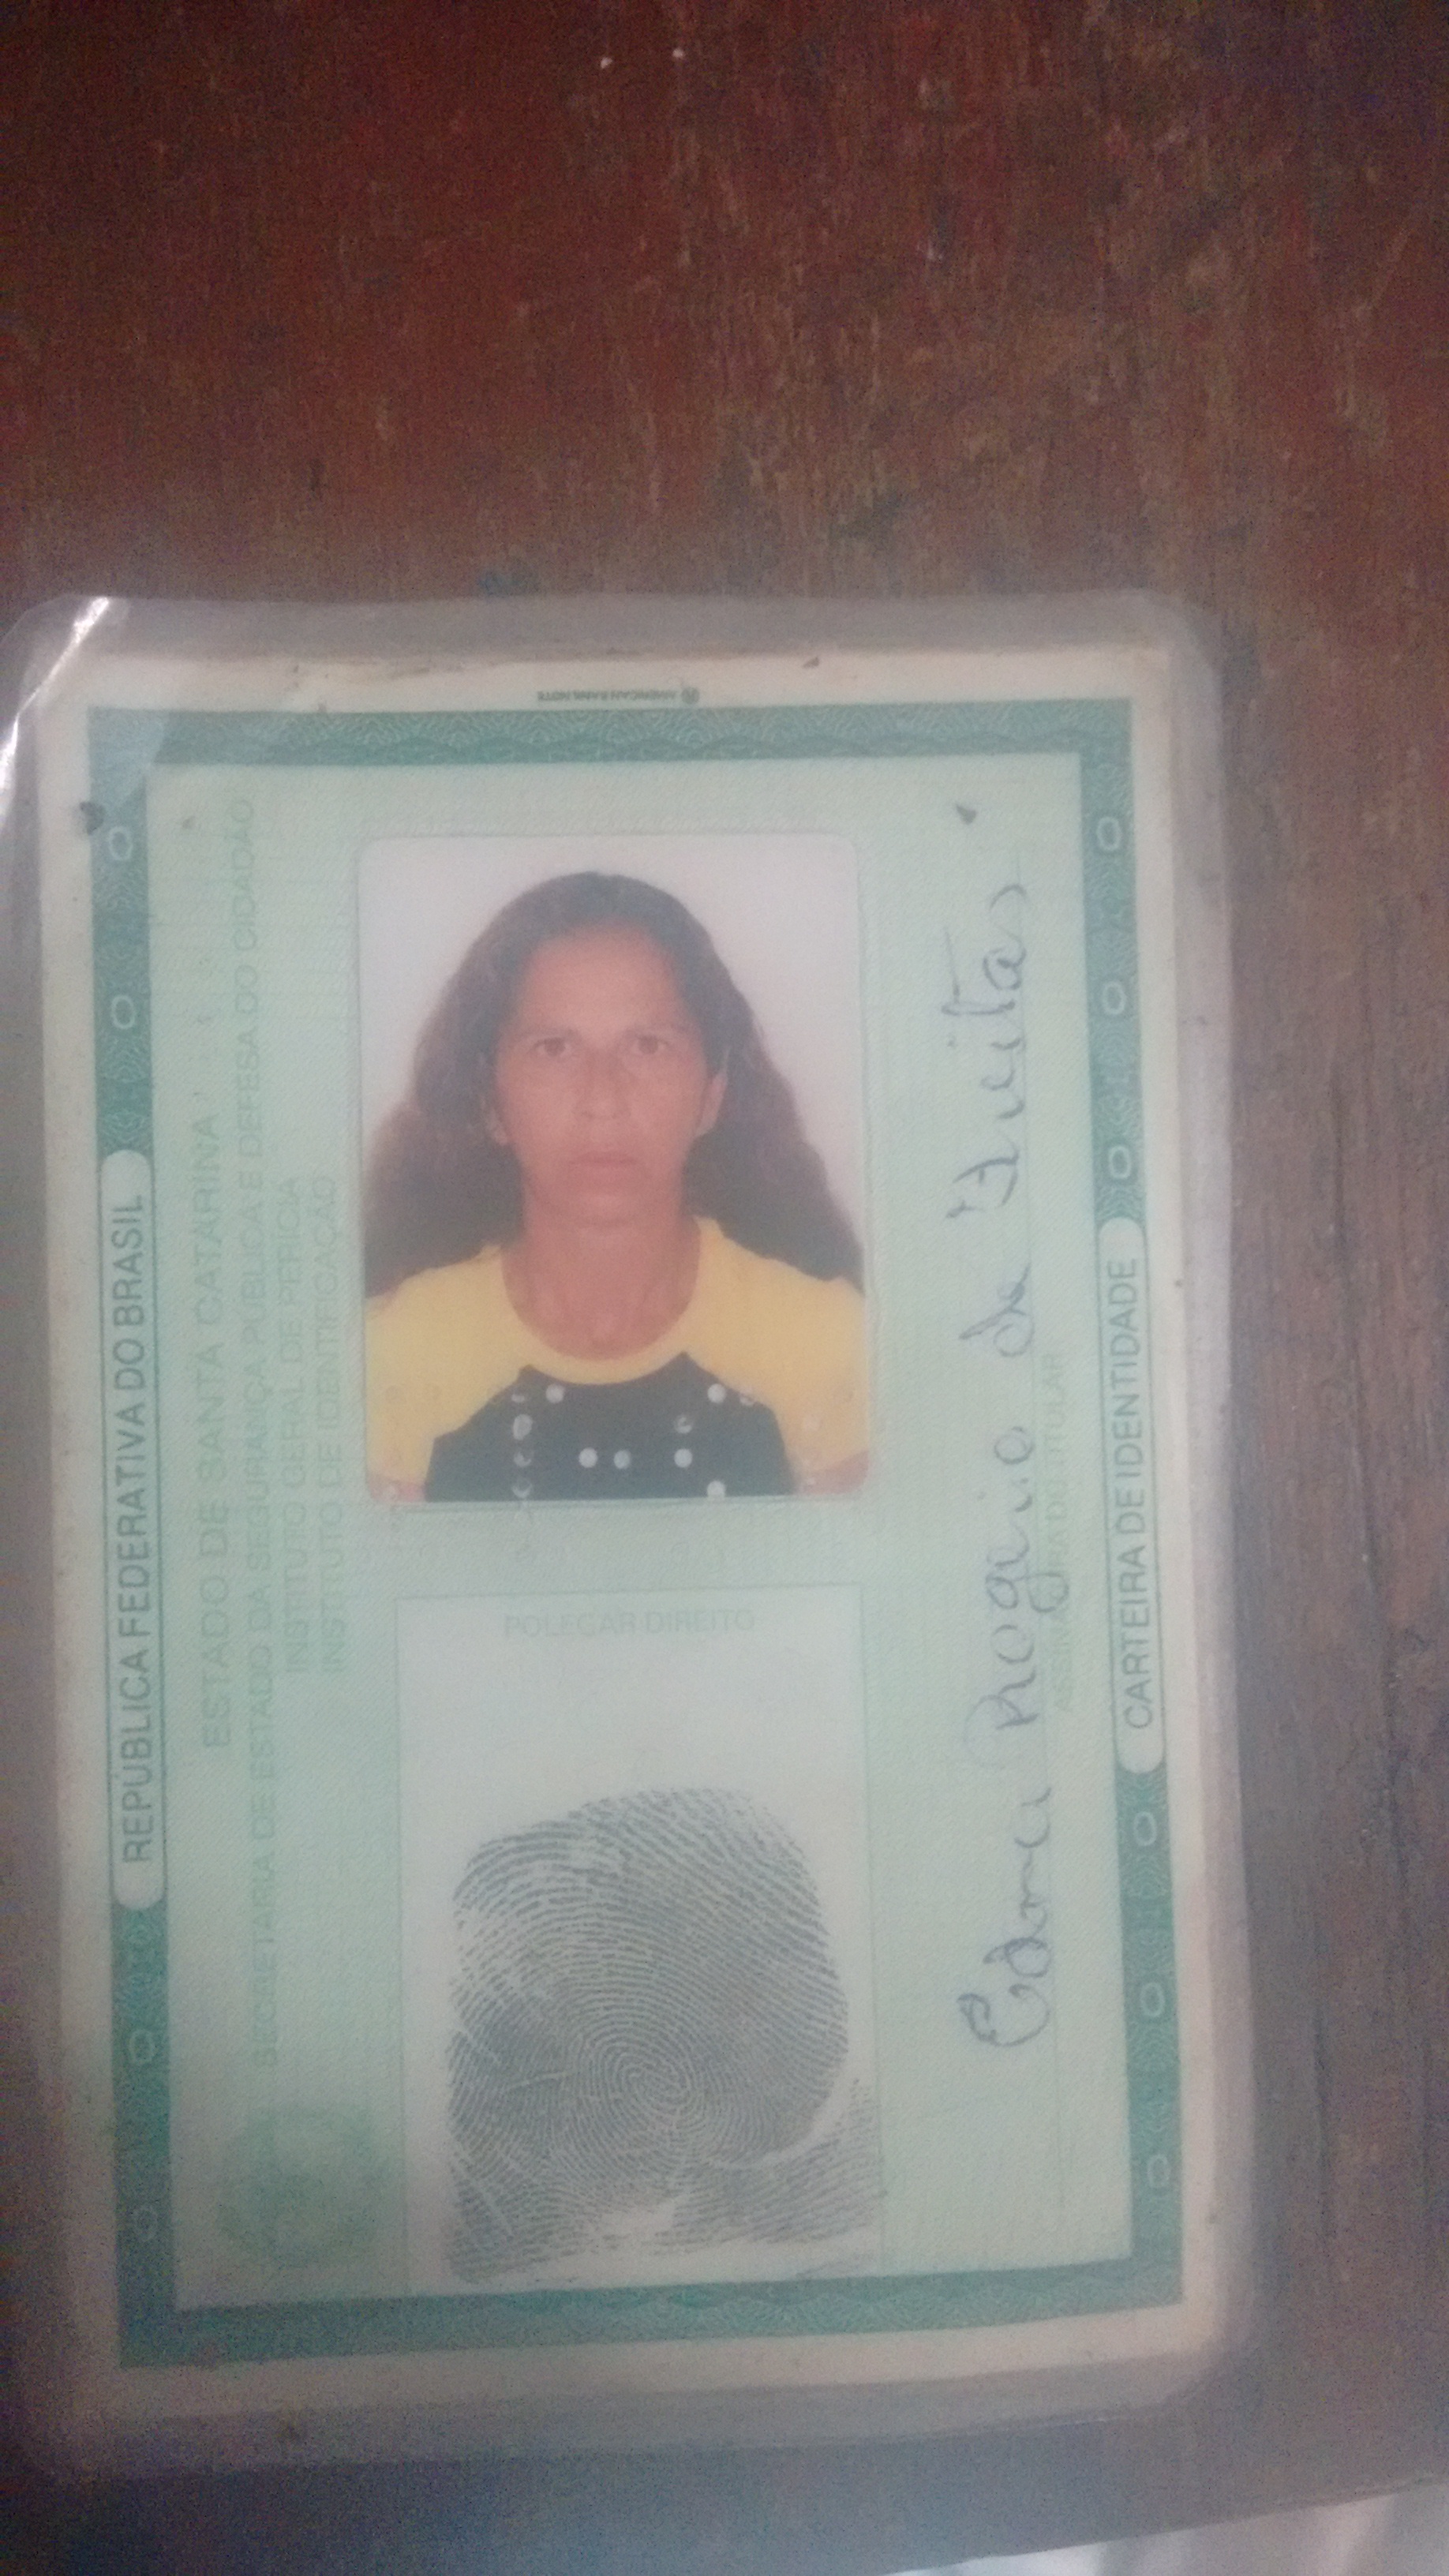 REPÚBLICA FEDERATIVA DO BRASIL
ESTADO DE SANTA CATARINA
SECRETARIA DE ESTADO DA SEGURANÇA PÚBLICA E DEFESA DO CIDADÃO
INSTITUTO GERAL DE PERÍCIA
INSTITUTO DE IDENTIFICAÇÃO
POLEGAR DIREITO
Edna Rogerio de Freitas
ASSINATURA DO TITULAR
CARTEIRA DE IDENTIDADE
AMERICAN BANK NOTE